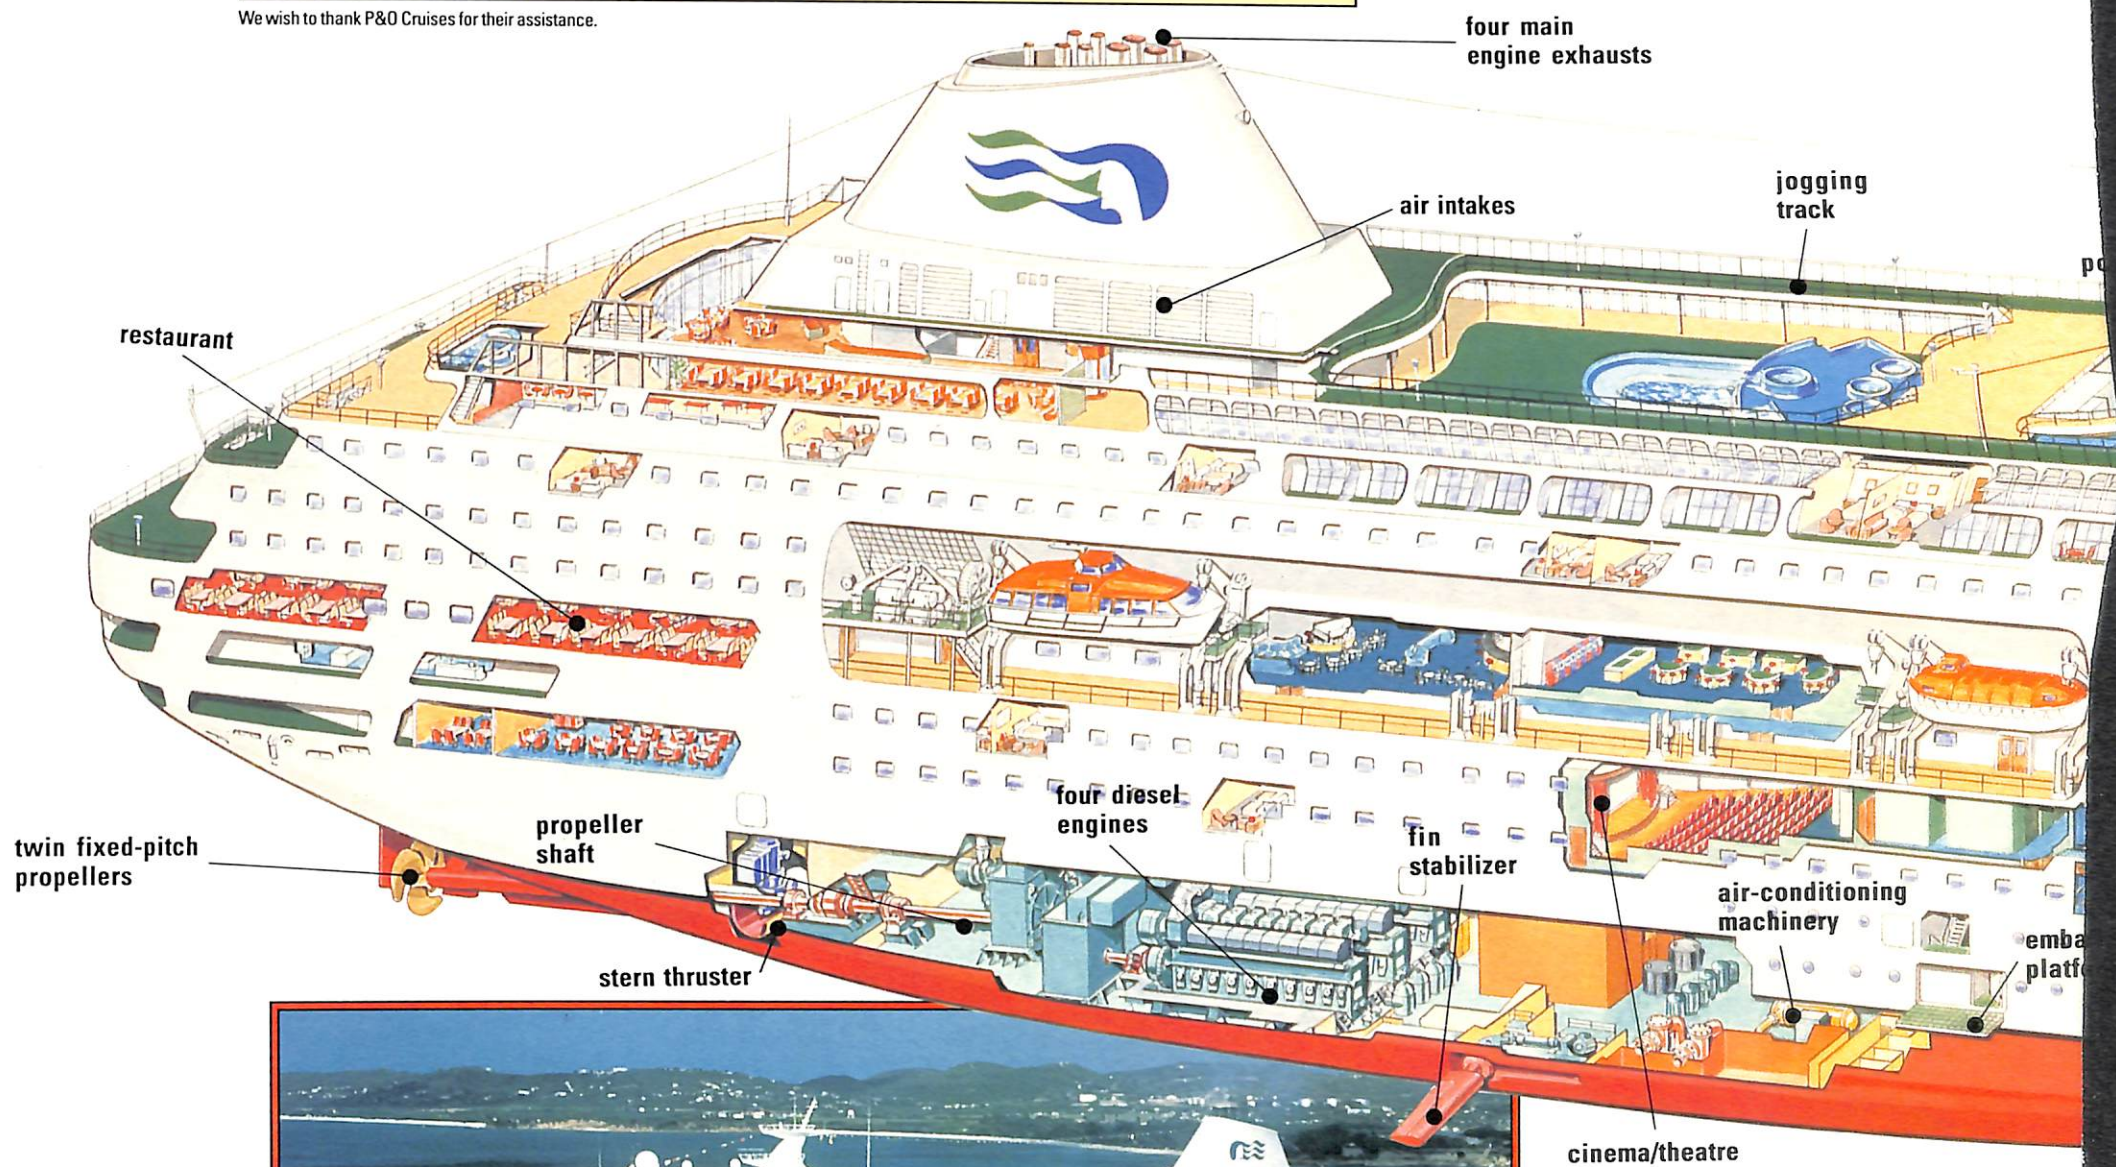 We wish to thank P&O Cruises for their assistance.
four main
engine exhausts
jogging
track
air intakes
restaurant
four diesel
engines
propeller
shaft
fin
stabilizer
twin fixed-pitch
propellers
air-conditioning
machinery
stern thruster
cinema/theatre